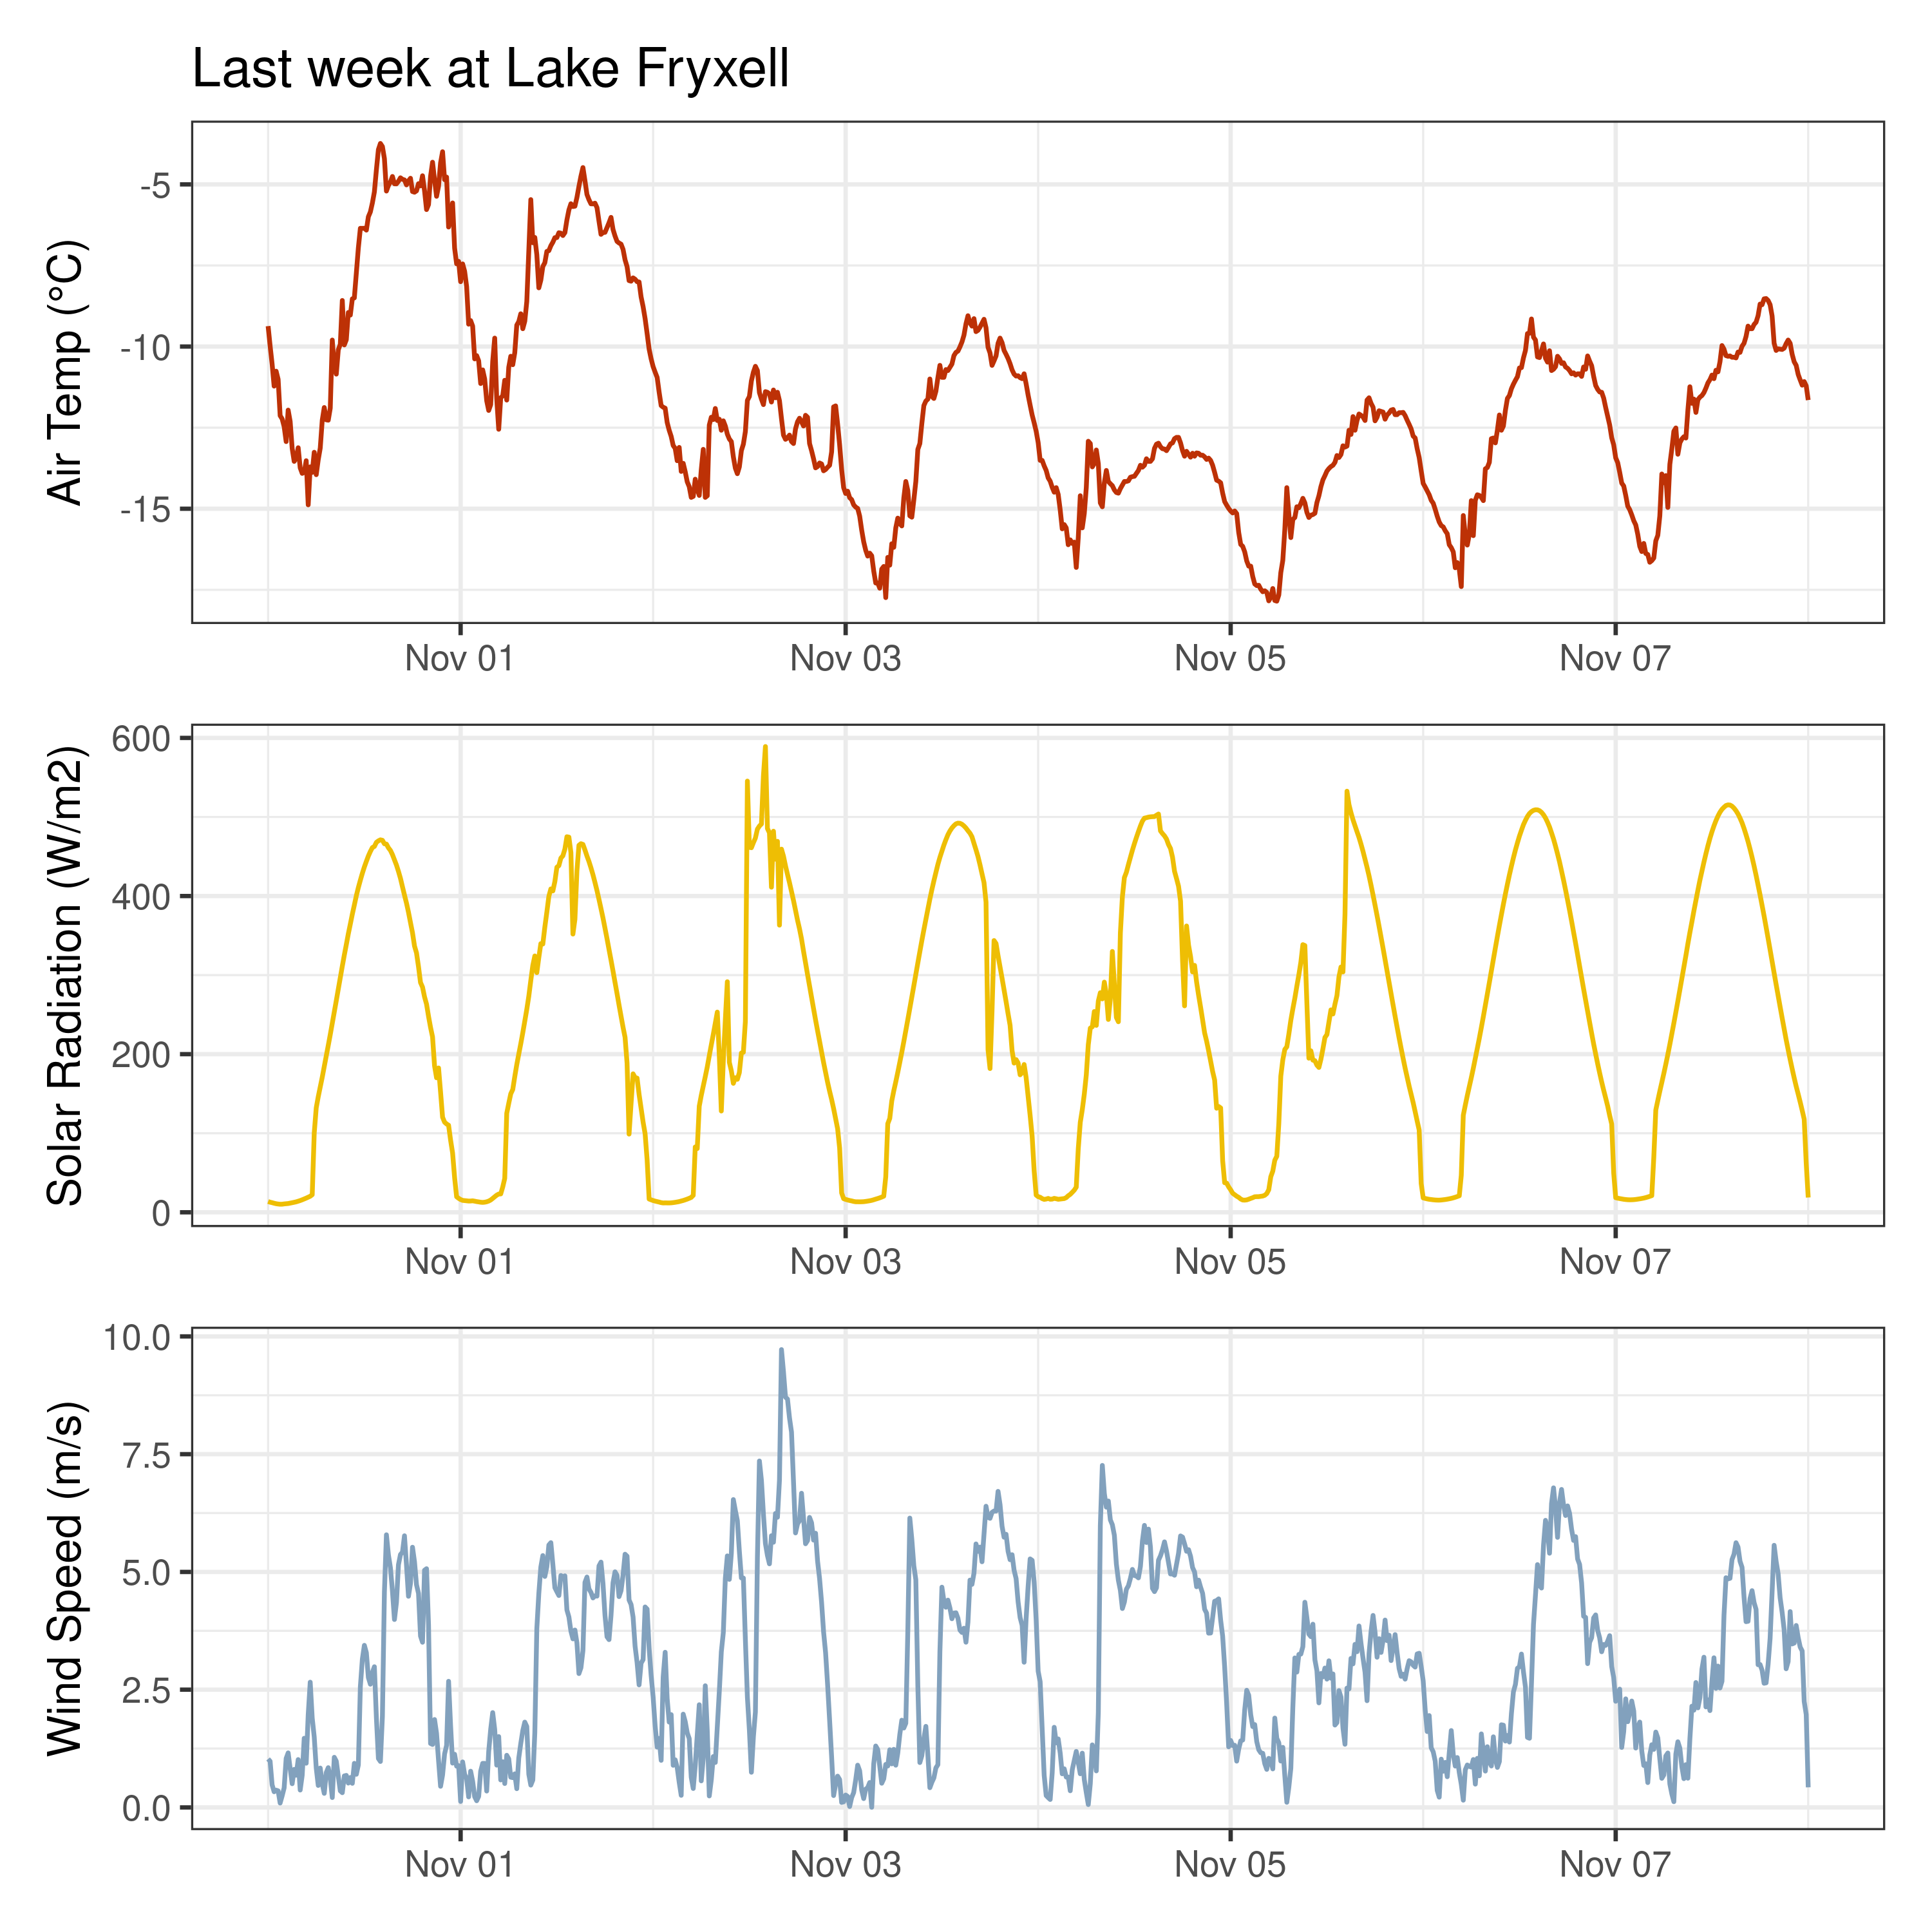 Last week at Lake Fryxell
Air Temp (°C)
-5
-10
-15
Nov 01 Nov 03 Nov 05 Nov 07
Solar Radiation (W/m2)
600
400
200
0
Nov 01 Nov 03 Nov 05 Nov 07
Wind Speed (m/s)
10.0
7.5
5.0
2.5
0.0
Nov 01 Nov 03 Nov 05 Nov 07